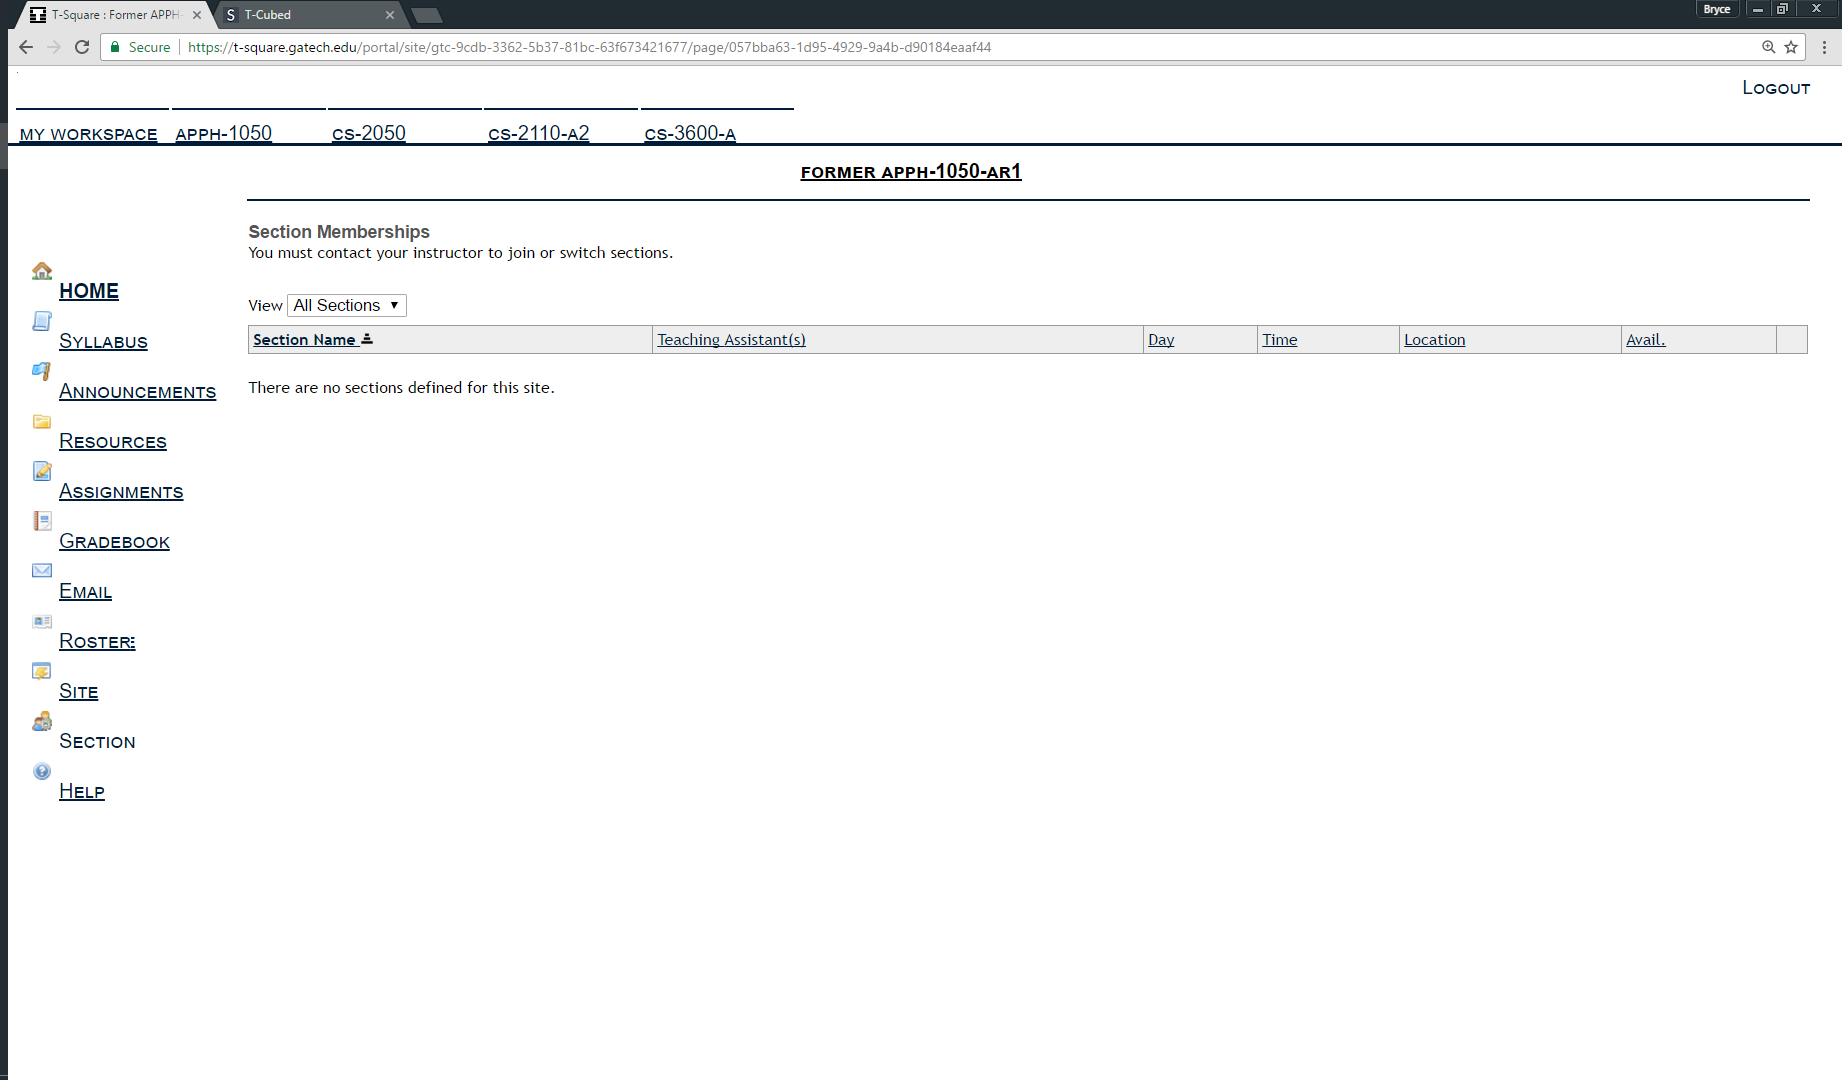 T-Square : Former APPH-
T-Cubed
Bryce
Secure
https://t-square.gatech.edu/portal/site/gtc-9cdb-3362-5b37-81bc-63f673421677/page/057bba63-1d95-4929-9a4b-d90184eaaf44
Logout
MY WORKSPACE APPH-1050 CS-2050 CS-2110-A2 CS-3600-A
FORMER APPH-1050-AR1
Section Memberships
You must contact your instructor to join or switch sections.
View All Sections
Section Name Teaching Assistant(s) Day Time Location Avail.
There are no sections defined for this site.
HOME
Syllabus
Announcements
Resources
Assignments
Gradebook
Email
Roster
Site
Section
Help